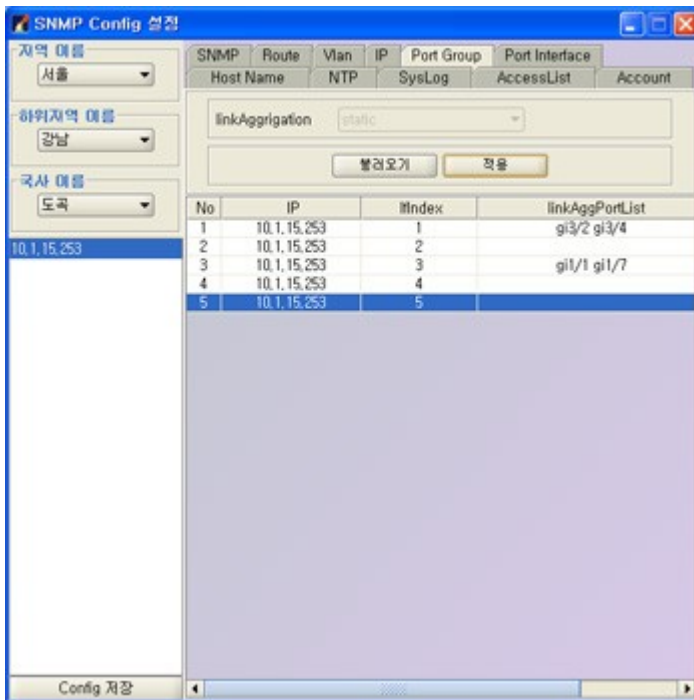 SNMP Config 설정
지역 이름
서울
하위지역 이름
강남
국사 이름
도곡
10.1.15.253
Config 저장
SNMP Route Vlan IP Port Group Port Interface
Host Name NTP SysLog AccessList Account
linkAggrigation static
불러오기 적용
No IP IfIndex linkAggPortList
1 10.1.15.253 1 gi3/2 gi3/4
2 10.1.15.253 2
3 10.1.15.253 3 gi1/1 gi1/7
4 10.1.15.253 4
5 10.1.15.253 5